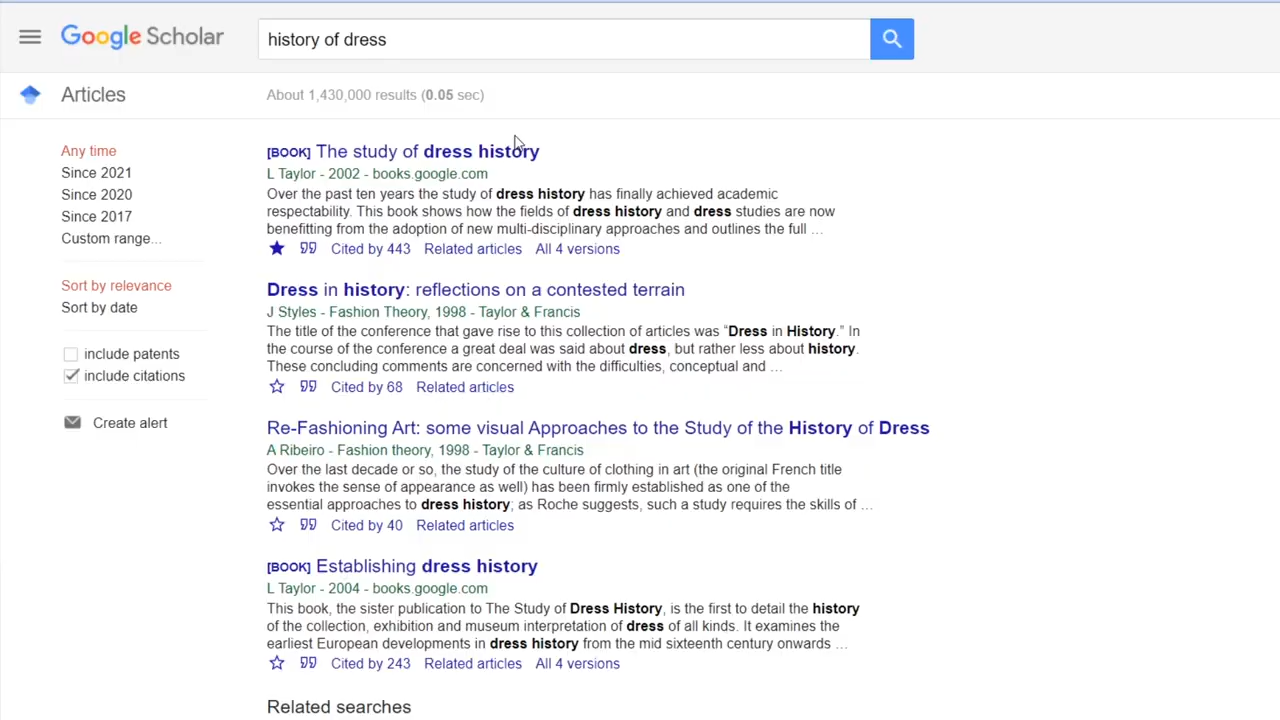 Google Scholar
history of dress
Articles
About 1,430,000 results (0.05 sec)
Any time
Since 2021
Since 2020
Since 2017
Custom range...
Sort by relevance
Sort by date
include patents
include citations
Create alert
[BOOK] The study of dress history
L Taylor - 2002 - books.google.com
Over the past ten years the study of dress history has finally achieved academic
respectability. This book shows how the fields of dress history and dress studies are now
benefitting from the adoption of new multi-disciplinary approaches and outlines the full ...
Cited by 443 Related articles All 4 versions
Dress in history: reflections on a contested terrain
J Styles - Fashion Theory, 1998 - Taylor & Francis
The title of the conference that gave rise to this collection of articles was “Dress in History.” In
the course of the conference a great deal was said about dress, but rather less about history.
These concluding comments are concerned with the difficulties, conceptual and ...
Cited by 68 Related articles
Re-Fashioning Art: some visual Approaches to the Study of the History of Dress
A Ribeiro - Fashion theory, 1998 - Taylor & Francis
Over the last decade or so, the study of the culture of clothing in art (the original French title
invokes the sense of appearance as well) has been firmly established as one of the
essential approaches to dress history; as Roche suggests, such a study requires the skills of ...
Cited by 40 Related articles
[BOOK] Establishing dress history
L Taylor - 2004 - books.google.com
This book, the sister publication to The Study of Dress History, is the first to detail the history
of the collection, exhibition and museum interpretation of dress of all kinds. It examines the
earliest European developments in dress history from the mid sixteenth century onwards ...
Cited by 243 Related articles All 4 versions
Related searches